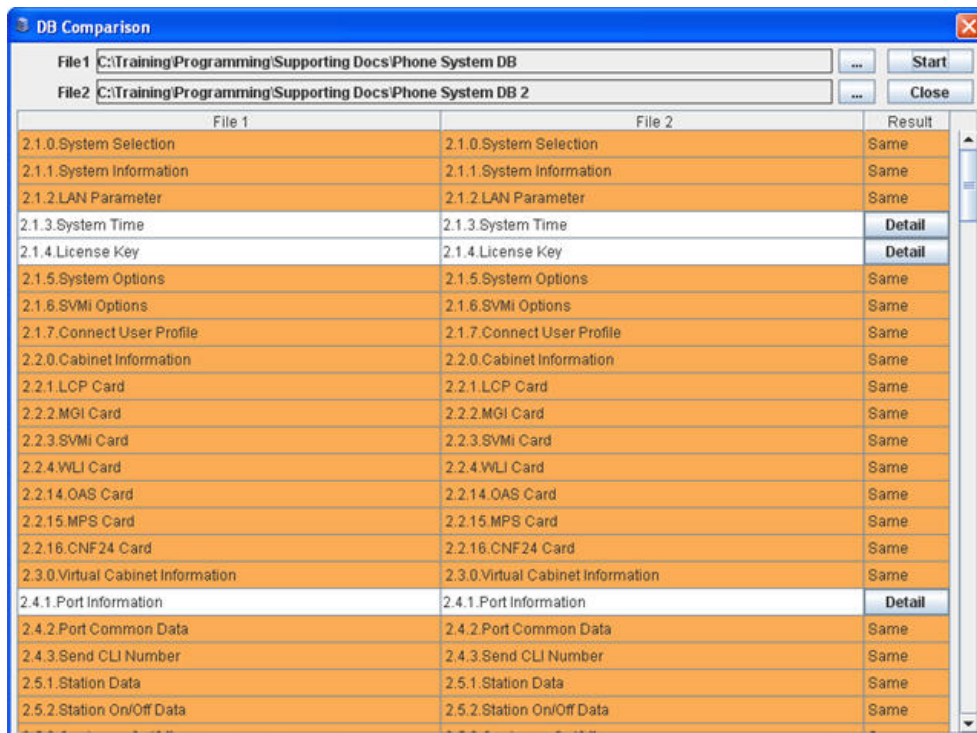 DB Comparison
File1 C:\Training\Programming\Supporting Docs\Phone System DB ... Start
File2 C:\Training\Programming\Supporting Docs\Phone System DB 2 ... Close
File 1 File 2 Result
2.1.0.System Selection 2.1.0.System Selection Same
2.1.1.System Information 2.1.1.System Information Same
2.1.2.LAN Parameter 2.1.2.LAN Parameter Same
2.1.3.System Time 2.1.3.System Time Detail
2.1.4.License Key 2.1.4.License Key Detail
2.1.5.System Options 2.1.5.System Options Same
2.1.6.SVMi Options 2.1.6.SVMi Options Same
2.1.7.Connect User Profile 2.1.7.Connect User Profile Same
2.2.0.Cabinet Information 2.2.0.Cabinet Information Same
2.2.1.LCP Card 2.2.1.LCP Card Same
2.2.2.MGI Card 2.2.2.MGI Card Same
2.2.3.SVMi Card 2.2.3.SVMi Card Same
2.2.4.WLI Card 2.2.4.WLI Card Same
2.2.14.OAS Card 2.2.14.OAS Card Same
2.2.15.MPS Card 2.2.15.MPS Card Same
2.2.16.CNF24 Card 2.2.16.CNF24 Card Same
2.3.0.Virtual Cabinet Information 2.3.0.Virtual Cabinet Information Same
2.4.1.Port Information 2.4.1.Port Information Detail
2.4.2.Port Common Data 2.4.2.Port Common Data Same
2.4.3.Send CLI Number 2.4.3.Send CLI Number Same
2.5.1.Station Data 2.5.1.Station Data Same
2.5.2.Station On/Off Data 2.5.2.Station On/Off Data Same